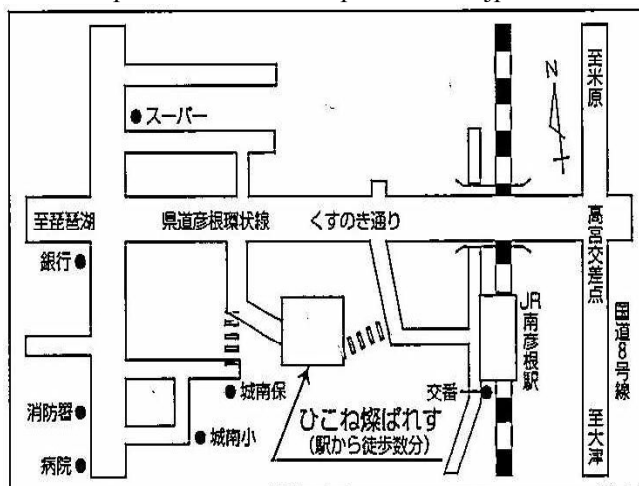 至米原
N
スーパー
至琵琶湖
県道彦根環状線
くすのき通り
高宮交差点
銀行
JR南彦根駅
国道8号線
城南保
交番
消防署
ひこね燦ぱれす
(駅から徒歩数分)
至大津
城南小
病院